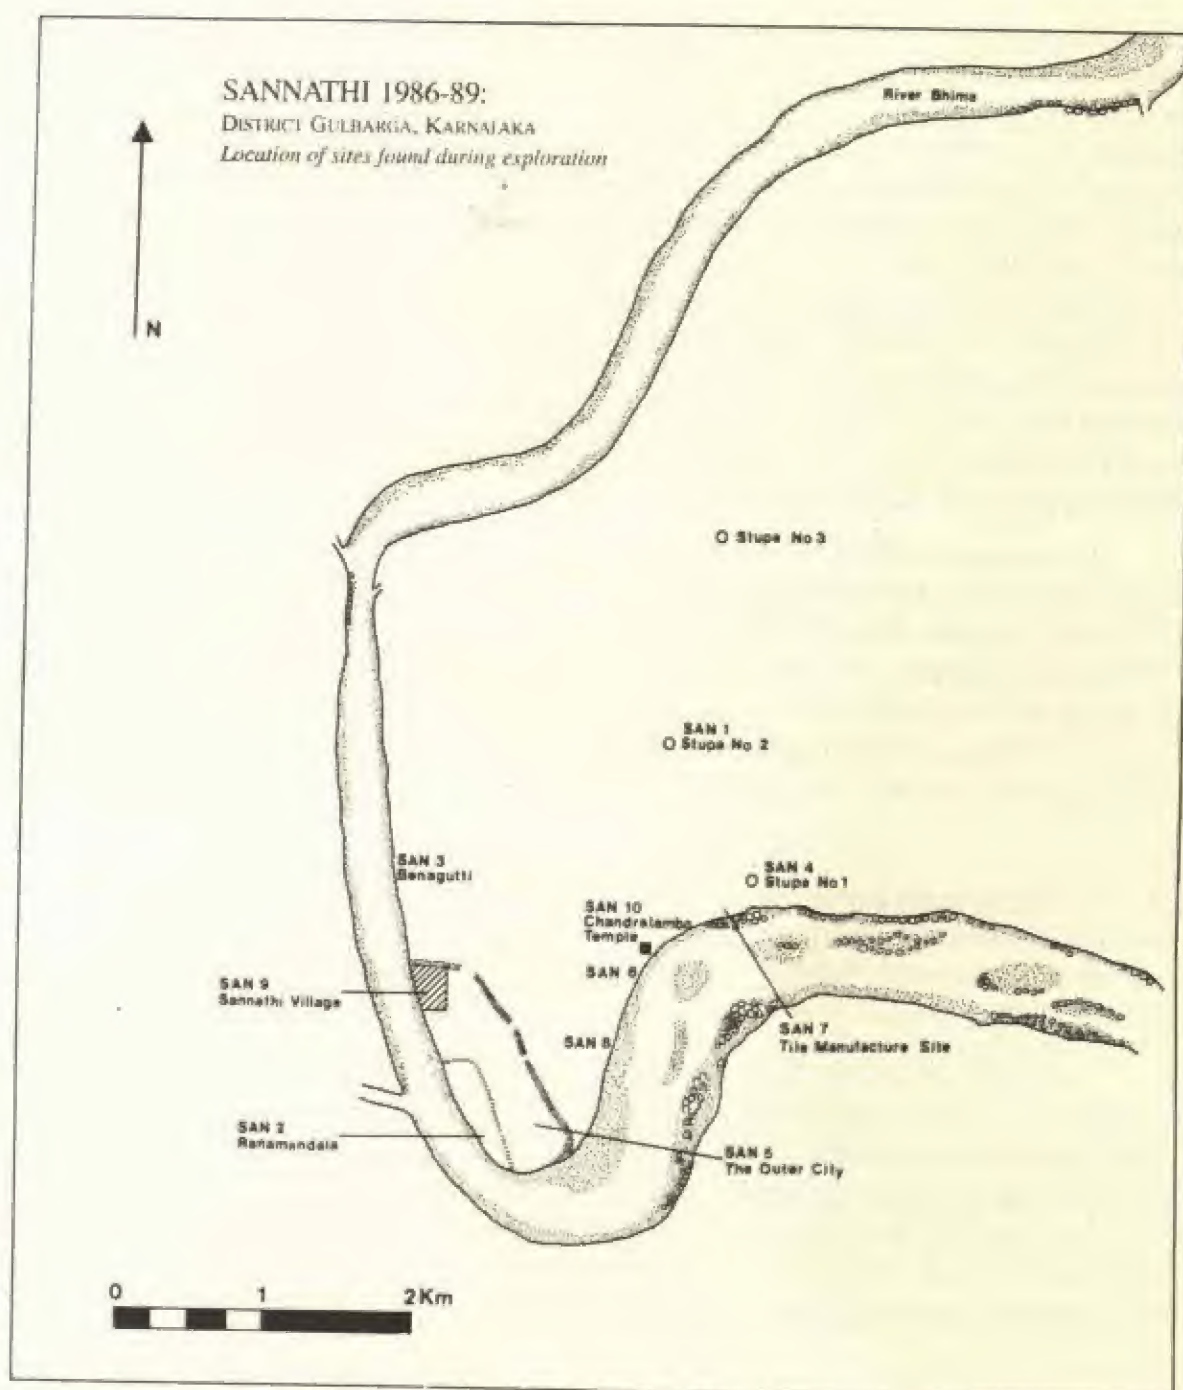 SANNATHI 1986-89:
DISTRICT GULBARGA, KARNATAKA
Location of sites found during exploration
River Bhima
N
Stupa No 3
SAN 1
Stupa No 2
SAN 3
Benagutti
SAN 4
Stupa No 1
SAN 10
Chandralamba
Temple
SAN 6
SAN 9
Sannathi Village
SAN 8
SAN 7
Tile Manufacture Site
SAN 2
Ranamandala
SAN 5
The Outer City
0 1 2 Km